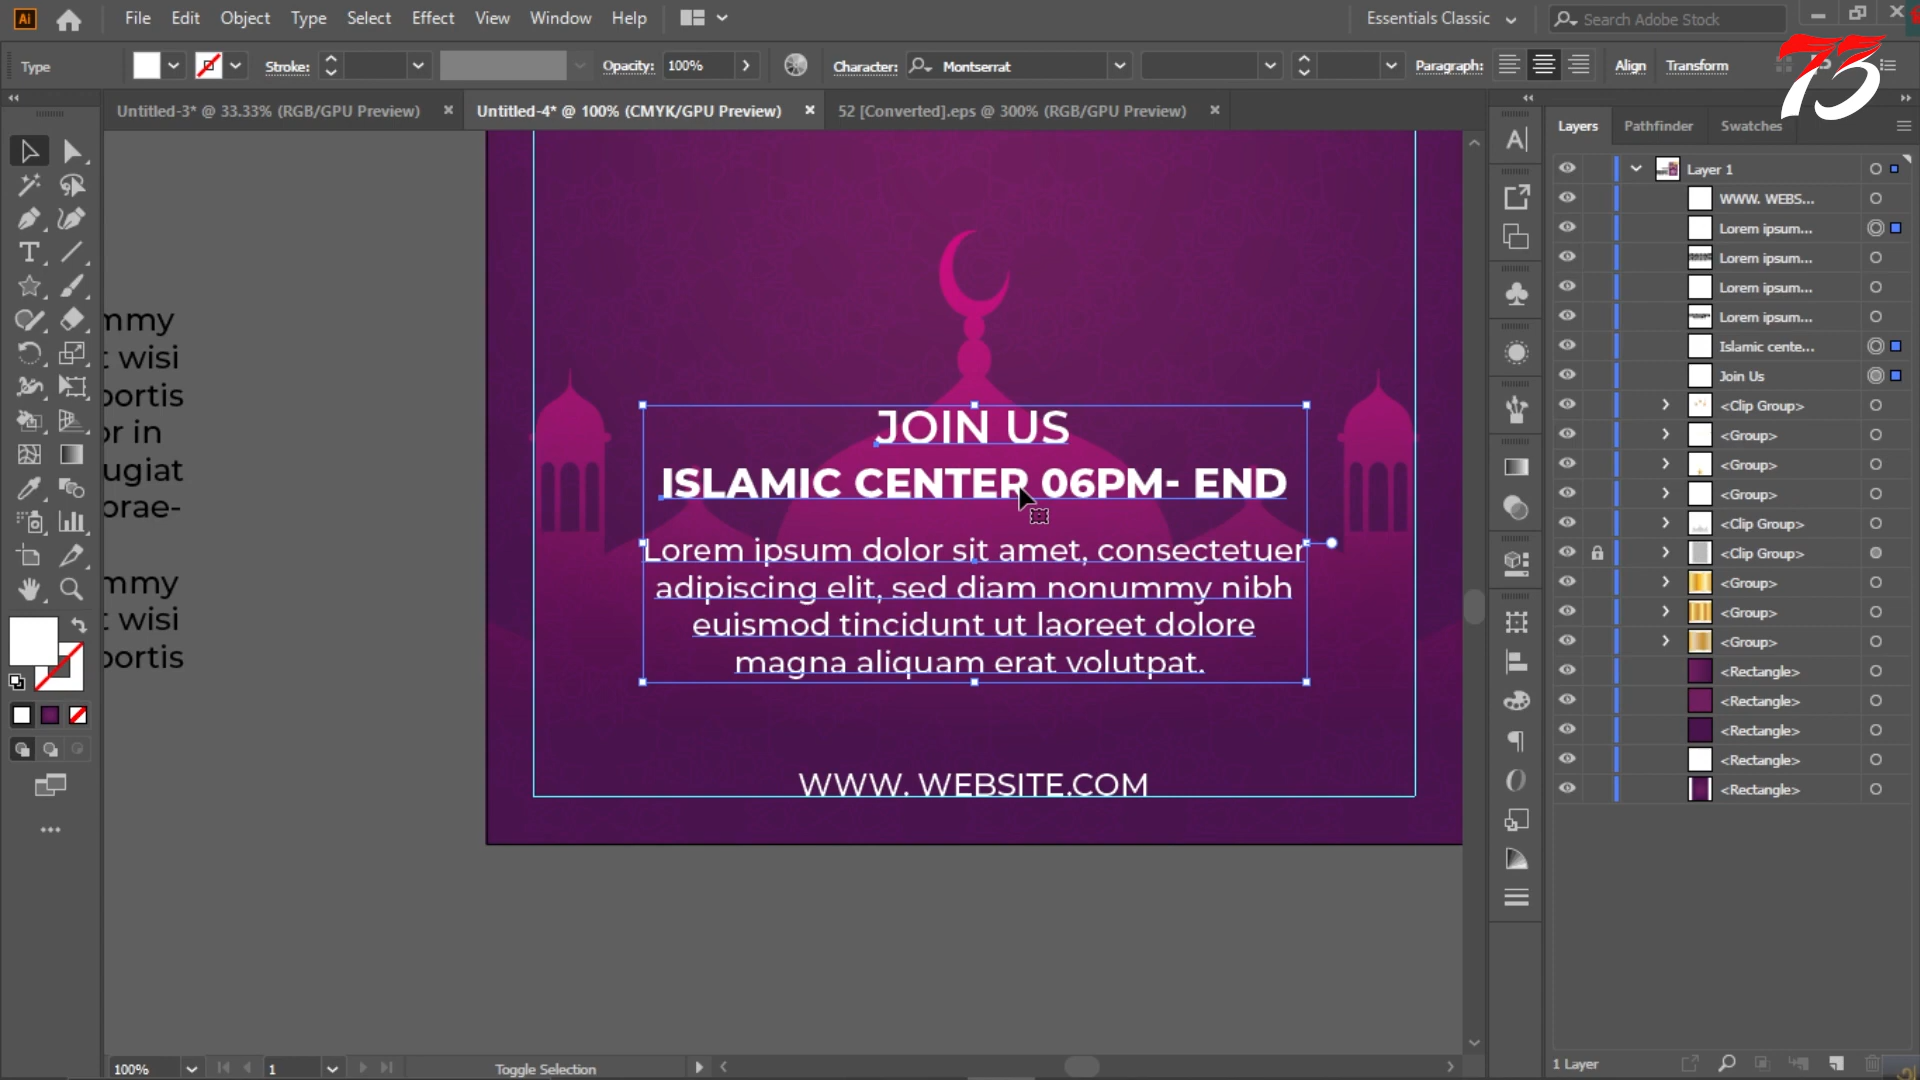 Ai File Edit Object Type Select Effect View Window Help Essentials Classic Search Adobe Stock
Type Stroke: Opacity: 100% Character: Montserrat Paragraph: Align Transform
73
Untitled-3* @ 33.33% (RGB/GPU Preview) Untitled-4* @ 100% (CMYK/GPU Preview) 52 [Converted].eps @ 300% (RGB/GPU Preview)
Layers Pathfinder Swatches
Layer 1
WWW. WEBS...
Lorem ipsum...
Lorem ipsum...
Lorem ipsum...
Lorem ipsum...
Islamic cente...
Join Us
<Clip Group>
<Group>
<Group>
<Group>
<Clip Group>
<Clip Group>
<Group>
<Group>
<Group>
<Rectangle>
<Rectangle>
<Rectangle>
<Rectangle>
<Rectangle>
1 Layer
mmy
t wisi
portis
or in
ugiat
prae-
mmy
t wisi
portis
JOIN US
ISLAMIC CENTER 06PM- END
Lorem ipsum dolor sit amet, consectetuer
adipiscing elit, sed diam nonummy nibh
euismod tincidunt ut laoreet dolore
magna aliquam erat volutpat.
WWW. WEBSITE.COM
100% 1 Toggle Selection